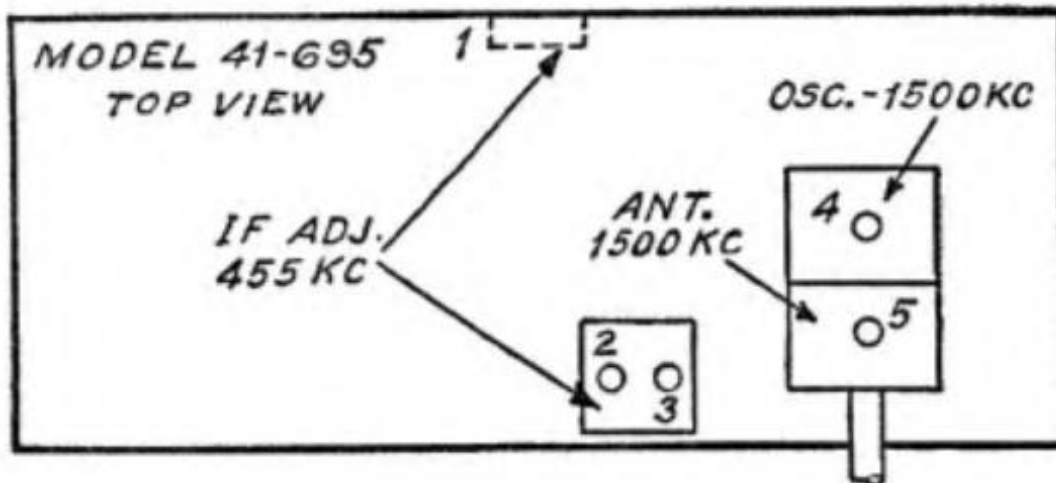 MODEL 41-695
TOP VIEW
1
OSC.-1500KC
IF ADJ.
455 KC
ANT.
1500 KC
4
5
2
3